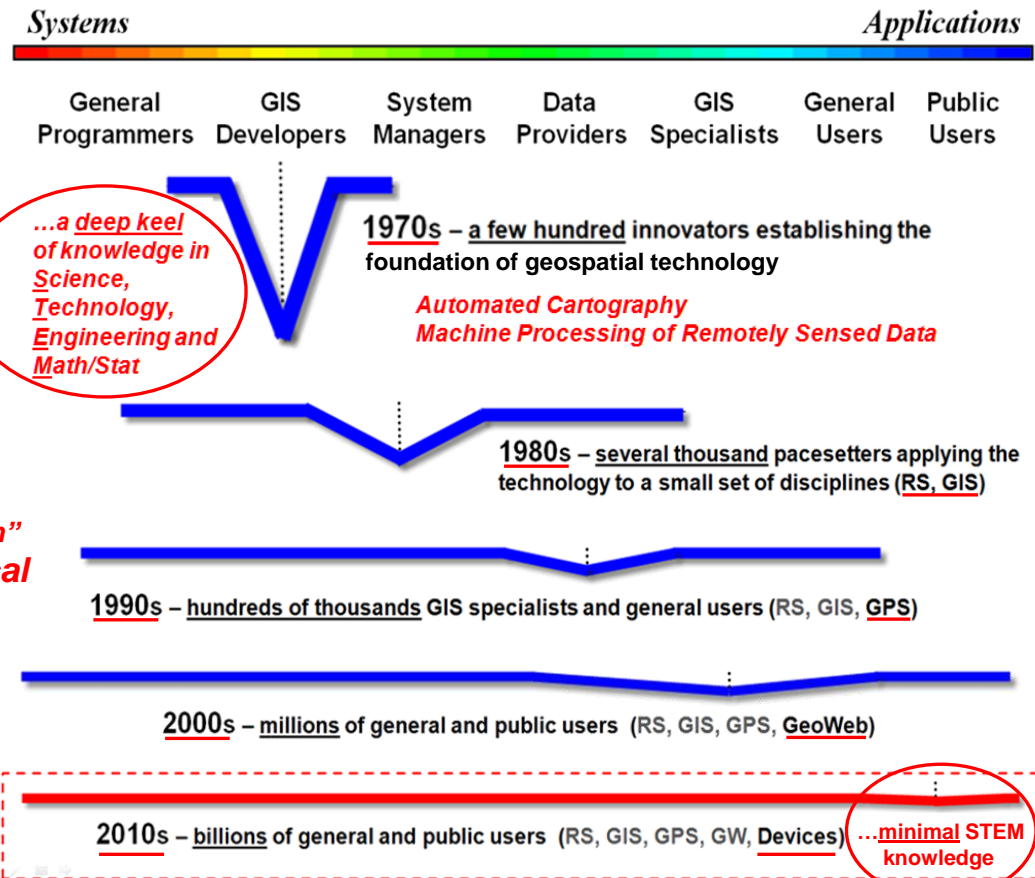 Systems Applications
General GIS System Data GIS General Public
Programmers Developers Managers Providers Specialists Users Users
…a deep keel
of knowledge in
Science,
Technology,
Engineering and
Math/Stat
1970s – a few hundred innovators establishing the
foundation of geospatial technology
Automated Cartography
Machine Processing of Remotely Sensed Data
1980s – several thousand pacesetters applying the
technology to a small set of disciplines (RS, GIS)
1990s – hundreds of thousands GIS specialists and general users (RS, GIS, GPS)
2000s – millions of general and public users (RS, GIS, GPS, GeoWeb)
2010s – billions of general and public users (RS, GIS, GPS, GW, Devices)
…minimal STEM
knowledge